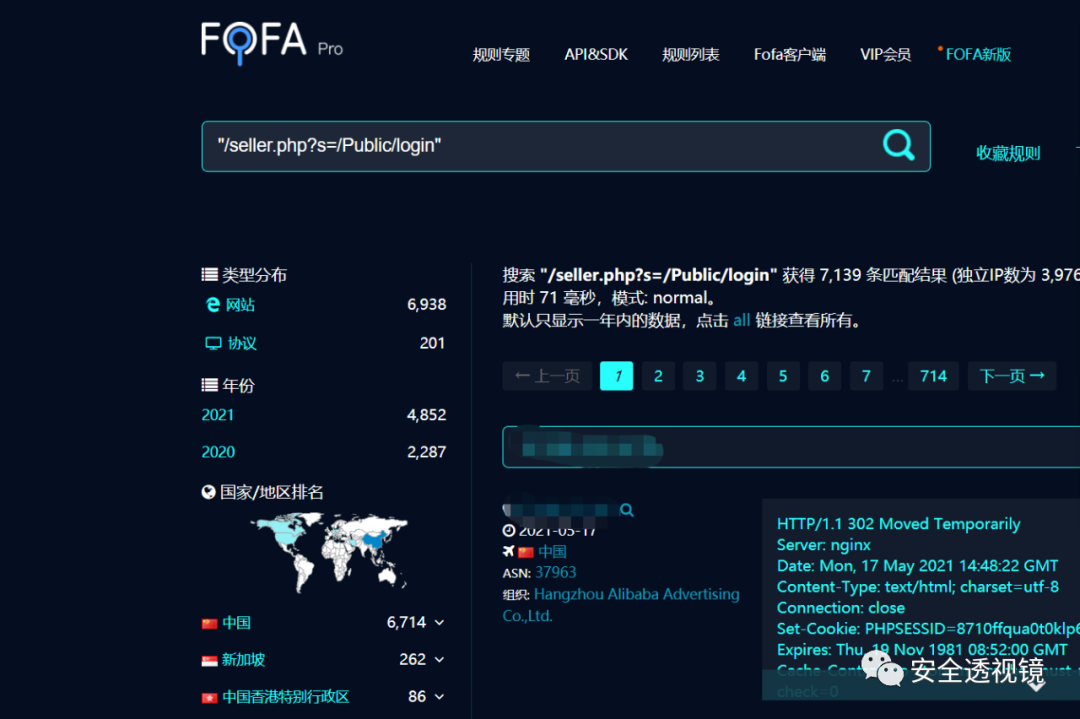 FOFA Pro
规则专题 API&SDK 规则列表 Fofa客户端 VIP会员 FOFA新版
"/seller.php?s=/Public/login"
收藏规则
类型分布
网站 6,938
协议 201
年份
2021 4,852
2020 2,287
国家/地区排名
中国 6,714
新加坡 262
中国香港特别行政区 86
搜索 "/seller.php?s=/Public/login" 获得 7,139 条匹配结果 (独立IP数为 3,976
用时 71 毫秒，模式: normal。
默认只显示一年内的数据，点击 all 链接查看所有。
← 上一页 1 2 3 4 5 6 7 ... 714 下一页 →
2021-05-17
中国
ASN: 37963
组织: Hangzhou Alibaba Advertising
Co.,Ltd.
HTTP/1.1 302 Moved Temporarily
Server: nginx
Date: Mon, 17 May 2021 14:48:22 GMT
Content-Type: text/html; charset=utf-8
Connection: close
Set-Cookie: PHPSESSID=8710ffqua0t0klp6
Expires: Thu, 19 Nov 1981 08:52:00 GMT
check=0
安全透视镜